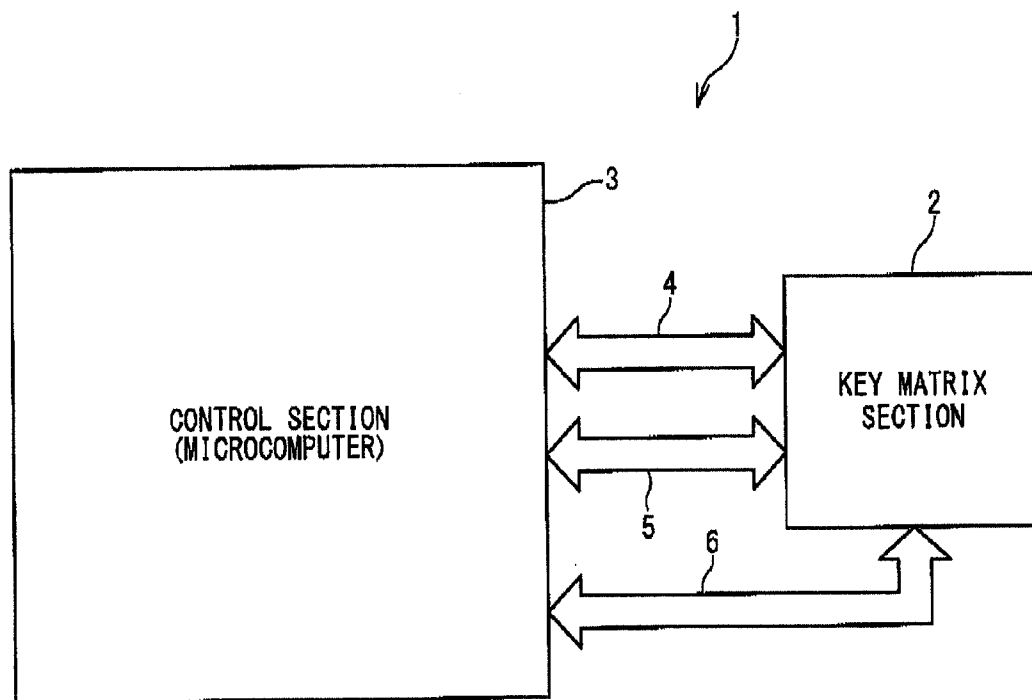 1
3
2
4
KEY MATRIX
SECTION
CONTROL SECTION
(MICROCOMPUTER)
5
6